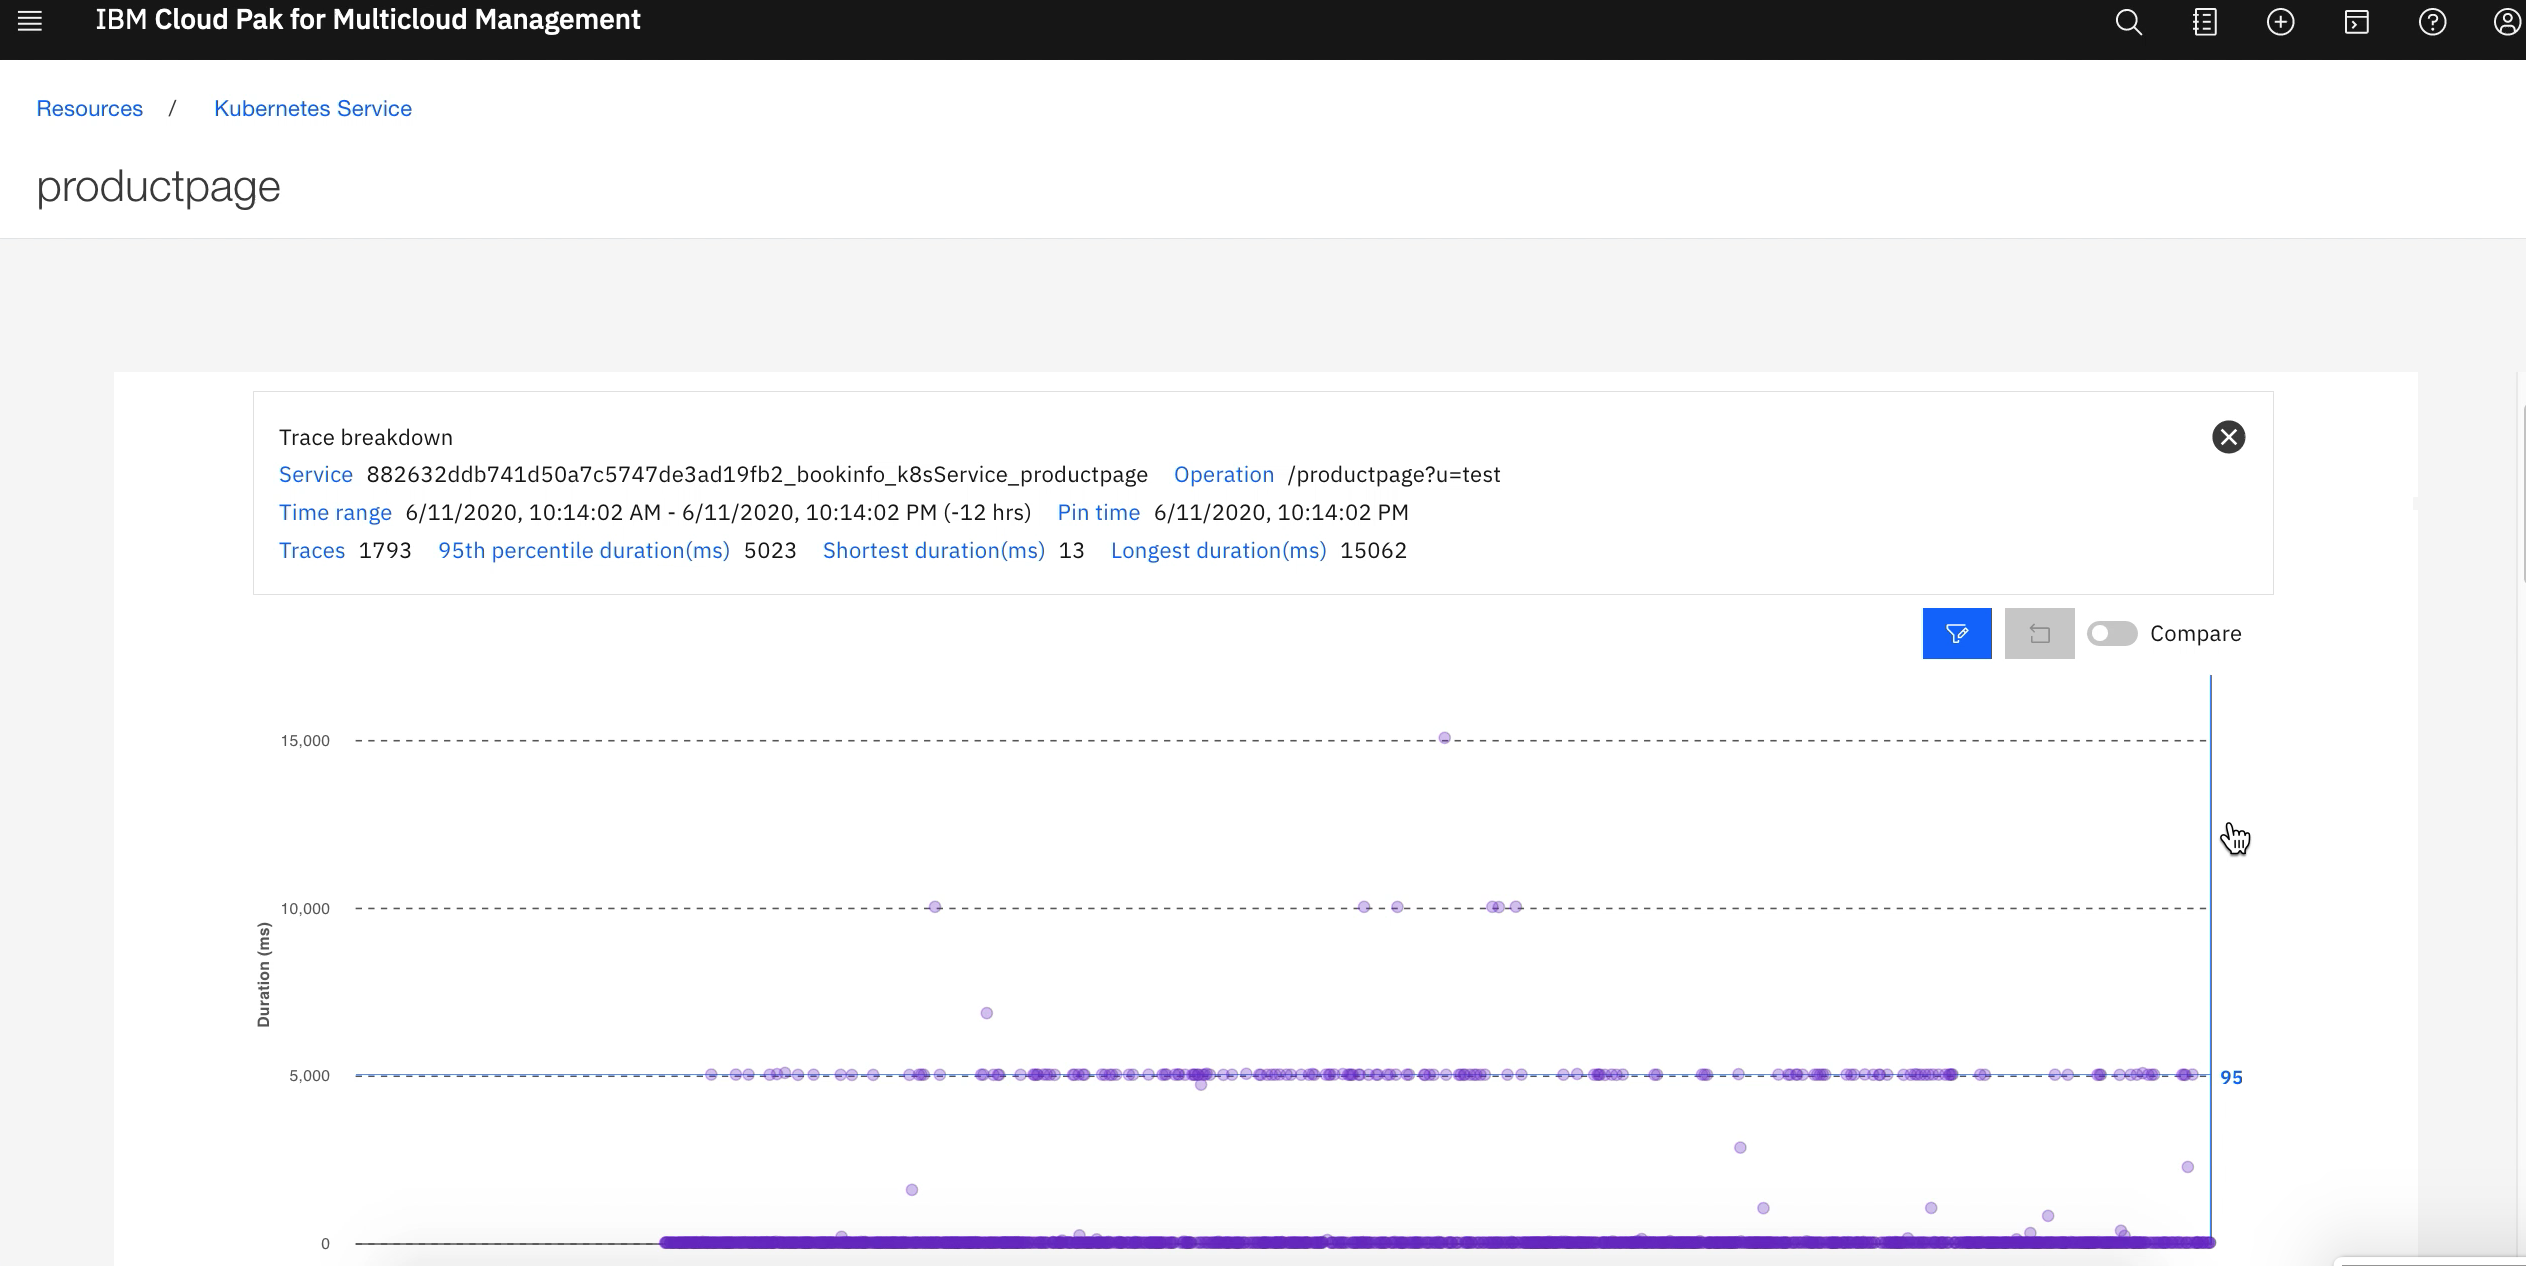 IBM Cloud Pak for Multicloud Management
Resources / Kubernetes Service
productpage
Trace breakdown
Service 882632ddb741d50a7c5747de3ad19fb2_bookinfo_k8sService_productpage Operation /productpage?u=test
Time range 6/11/2020, 10:14:02 AM - 6/11/2020, 10:14:02 PM (-12 hrs) Pin time 6/11/2020, 10:14:02 PM
Traces 1793 95th percentile duration(ms) 5023 Shortest duration(ms) 13 Longest duration(ms) 15062
Compare
15,000
10,000
Duration (ms)
5,000
95
0